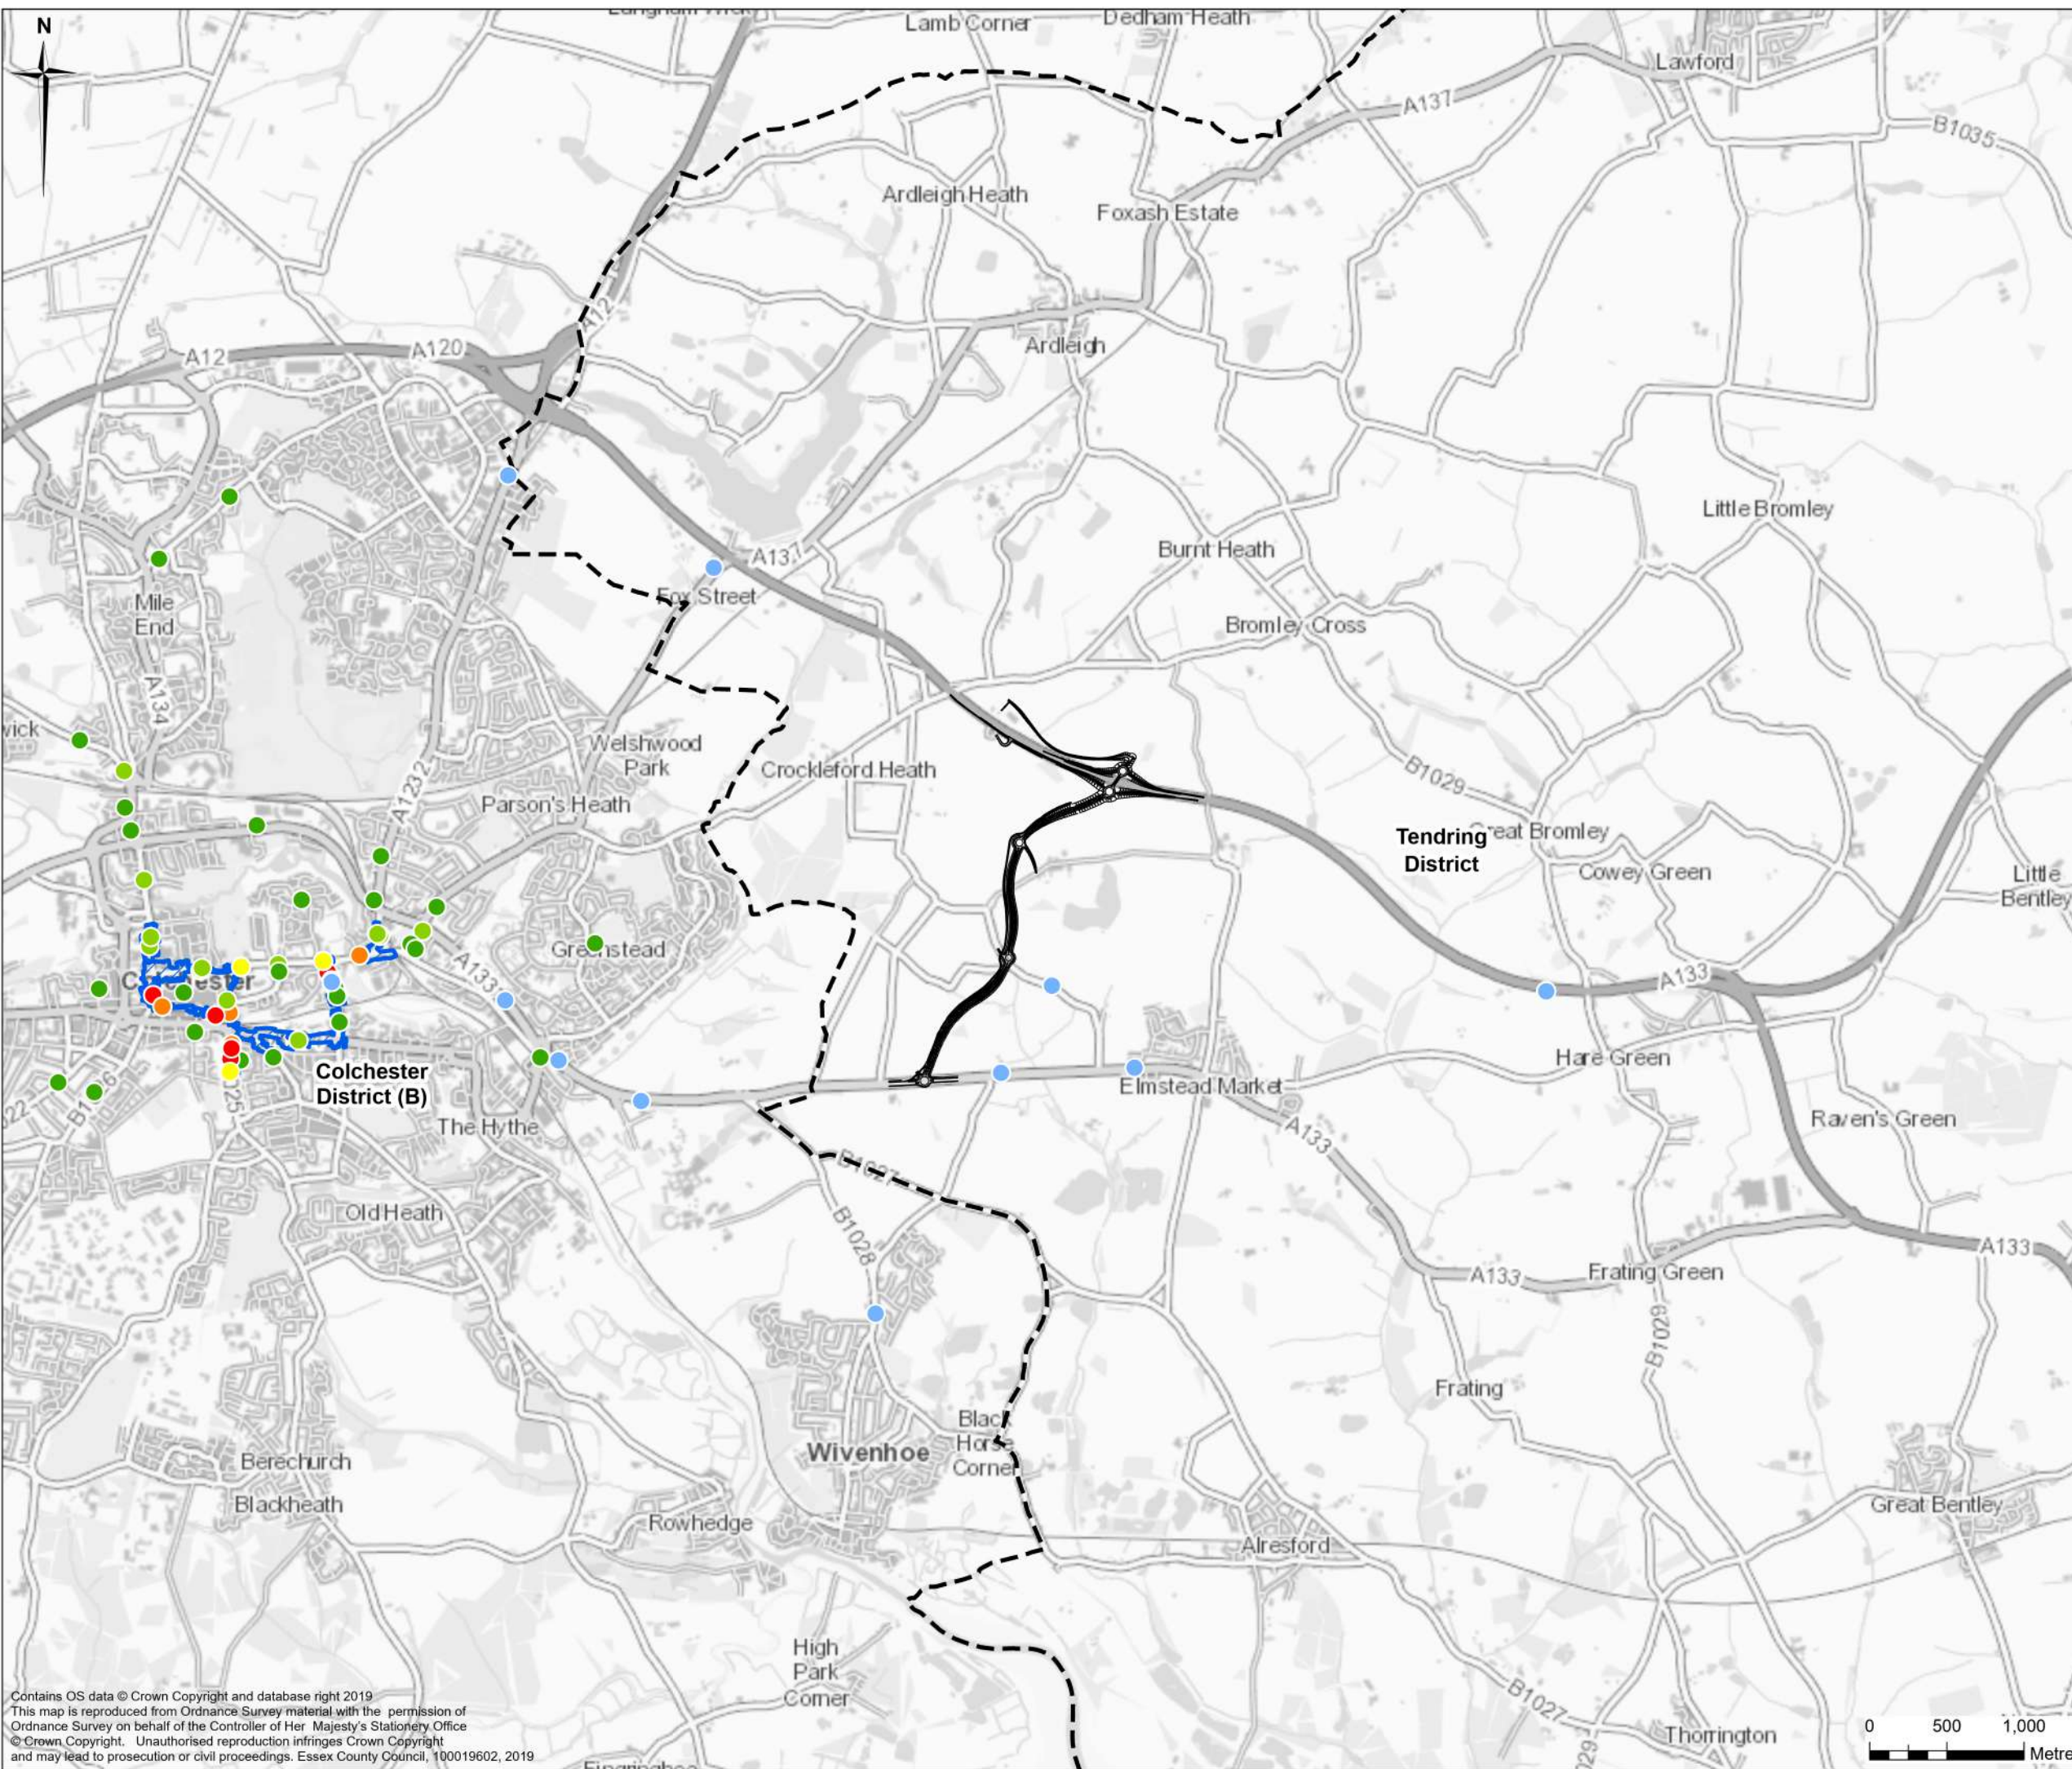 N
Lamb Corner
Dedham Heath
Lawford
A137
B1035
Ardleigh Heath
Foxash Estate
A12
A12
A120
Ardleigh
Little Bromley
Burnt Heath
A137
Fox Street
Mile
End
Bromley Cross
A134
wick
Welshwood
Park
Crockleford Heath
B1029
A1232
Parson's Heath
Tendring
District
Great Bromley
Cowey Green
Little
Bentley
Greenstead
A133
A133
Colchester
Colchester
District (B)
Elmstead Market
Hare Green
The Hythe
A133
Raven's Green
B1027
Old Heath
B1028
A133
A133
Frating Green
B1029
Frating
Black
Horse
Corner
Wivenhoe
Berechurch
Blackheath
Rowhedge
Great Bentley
Alresford
High
Park
Corner
B1027
Thorrington
Contains OS data © Crown Copyright and database right 2019
This map is reproduced from Ordnance Survey material with the permission of
Ordnance Survey on behalf of the Controller of Her Majesty's Stationery Office
© Crown Copyright. Unauthorised reproduction infringes Crown Copyright
and may lead to prosecution or civil proceedings. Essex County Council, 100019602, 2019
0 500 1,000
Metre